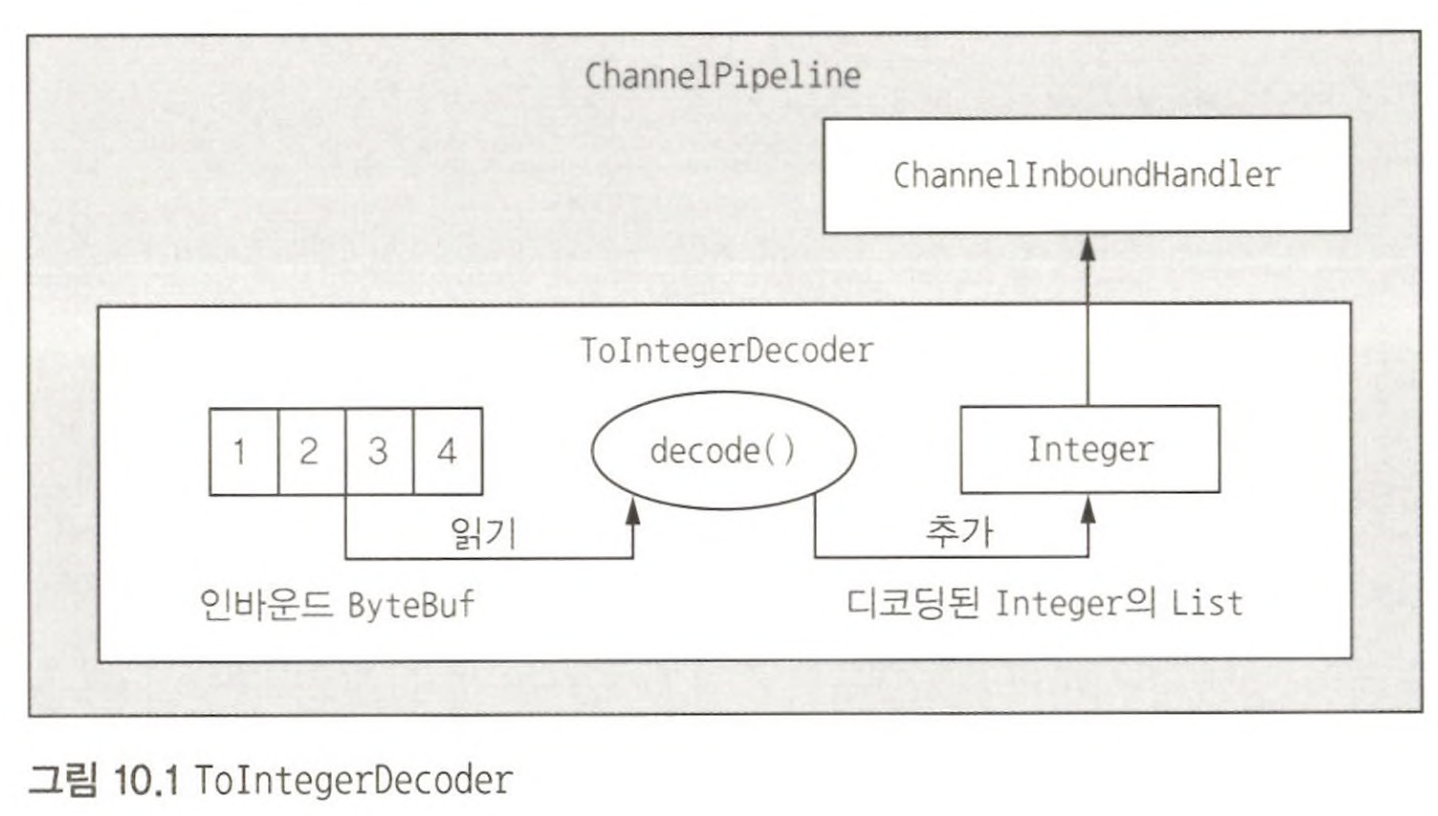 ChannelPipeline
ChannelInboundHandler
ToIntegerDecoder
1 2 3 4
decode()
Integer
읽기
추가
인바운드 ByteBuf
디코딩된 Integer의 List
그림 10.1 ToIntegerDecoder